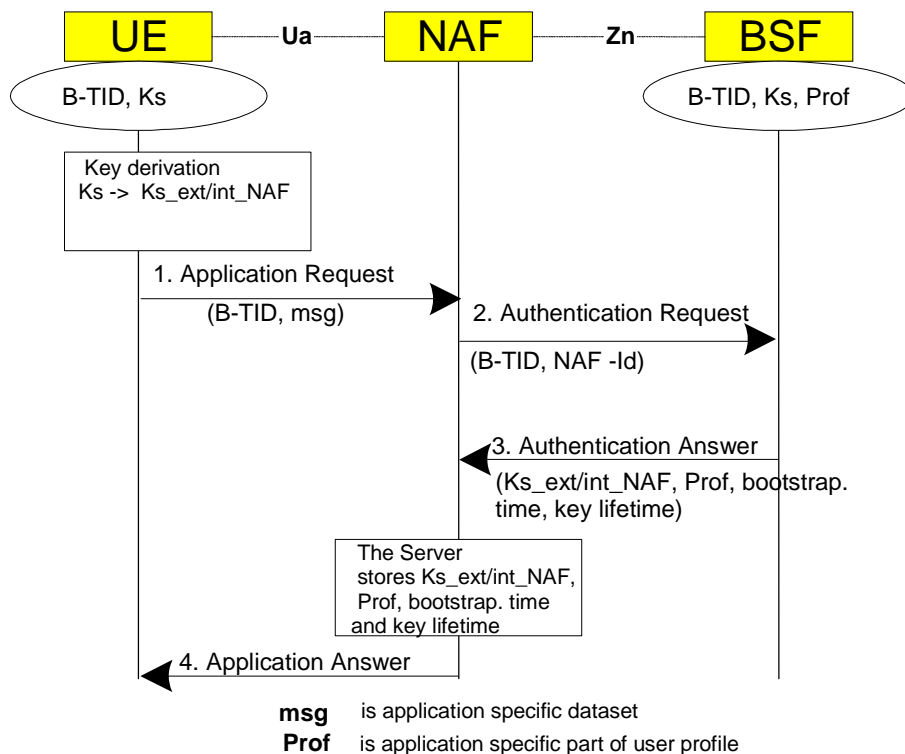 UE Ua NAF Zn BSF
B-TID, Ks
B-TID, Ks, Prof
Key derivation
Ks -> Ks_ext/int_NAF
1. Application Request
(B-TID, msg)
2. Authentication Request
(B-TID, NAF -Id)
3. Authentication Answer
(Ks_ext/int_NAF, Prof, bootstrap.
time, key lifetime)
The Server
stores Ks_ext/int_NAF,
Prof, bootstrap. time
and key lifetime
4. Application Answer
msg is application specific dataset
Prof is application specific part of user profile